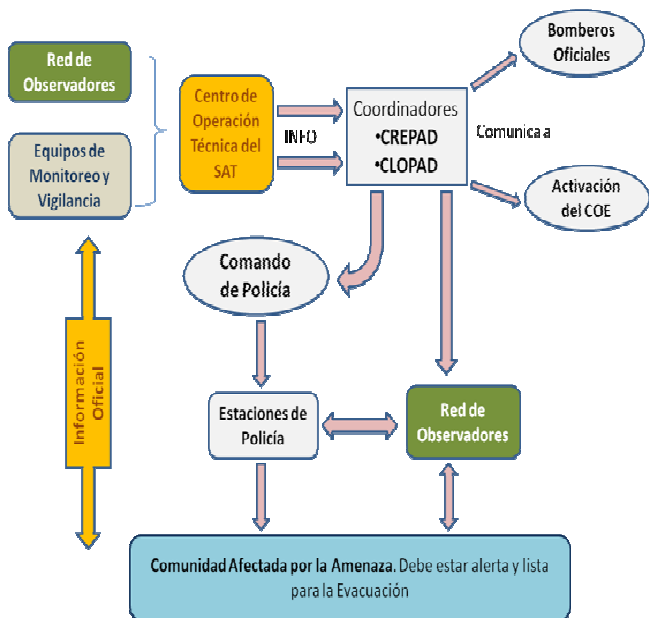 Red de
Observadores
Equipos de
Monitoreo y
Vigilancia
Centro de
Operación
Técnica del
SAT
INFO
Coordinadores
•CREPAD
•CLOPAD
Comunica a
Bomberos
Oficiales
Activación
del COE
Comando
de Policía
Información
Oficial
Estaciones de
Policía
Red de
Observadores
Comunidad Afectada por la Amenaza. Debe estar alerta y lista
para la Evacuación